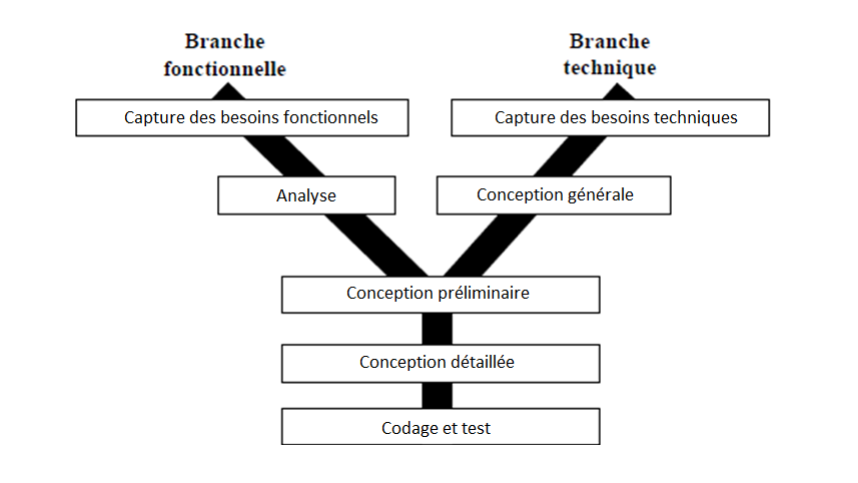 Branche
fonctionnelle
Branche
technique
Capture des besoins fonctionnels
Capture des besoins techniques
Analyse
Conception générale
Conception préliminaire
Conception détaillée
Codage et test